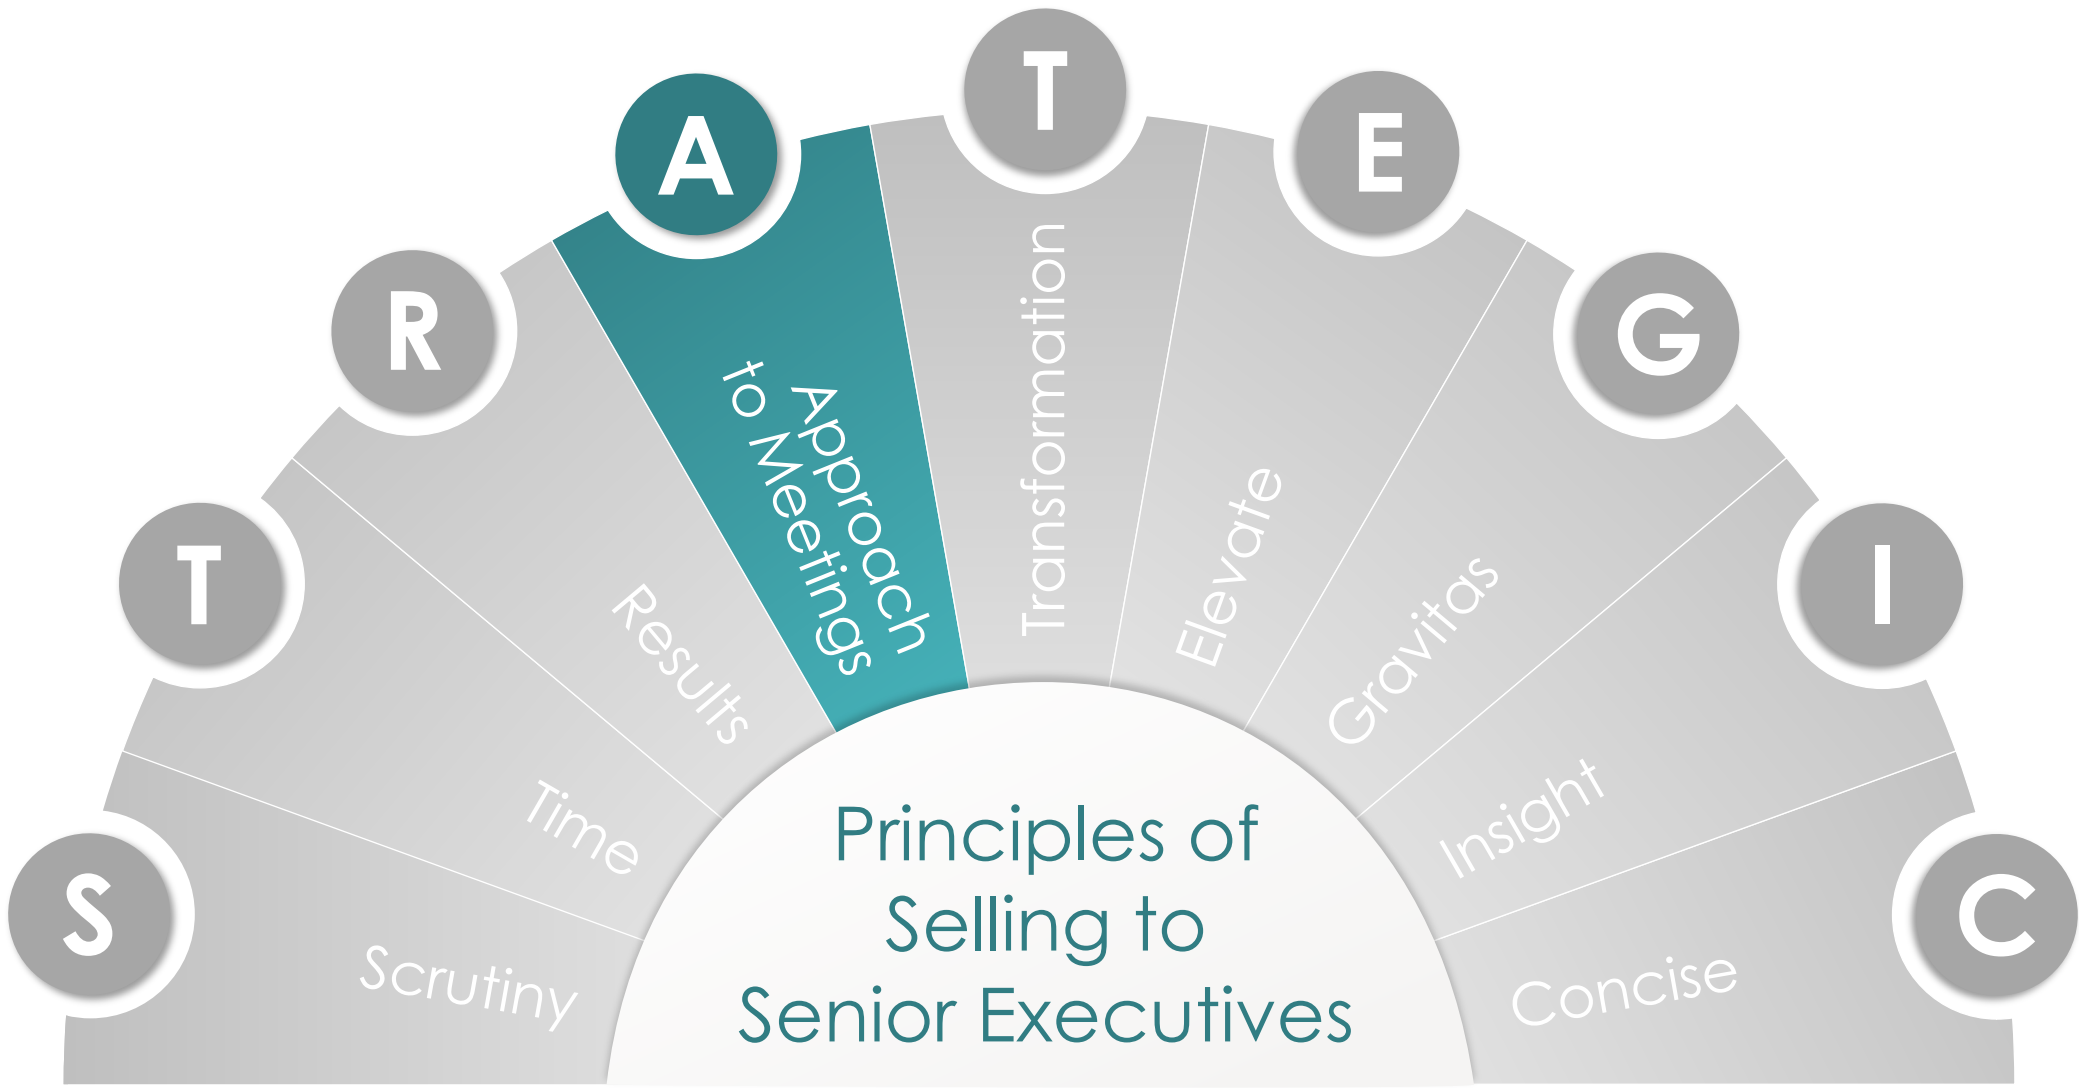 S
T
R
A
T
E
G
I
C
Scrutiny
Time
Results
Approach
to Meetings
Transformation
Elevate
Gravitas
Insight
Concise
Principles of
Selling to
Senior Executives